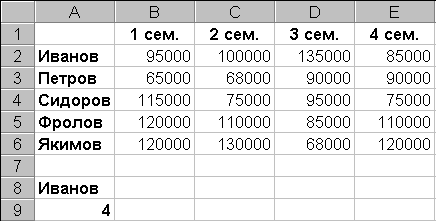 A B C D E
1 1 сем. 2 сем. 3 сем. 4 сем.
2 Иванов 95000 100000 135000 85000
3 Петров 65000 68000 90000 90000
4 Сидоров 115000 75000 95000 75000
5 Фролов 120000 110000 85000 110000
6 Якимов 120000 130000 68000 120000
7
8 Иванов
9 4